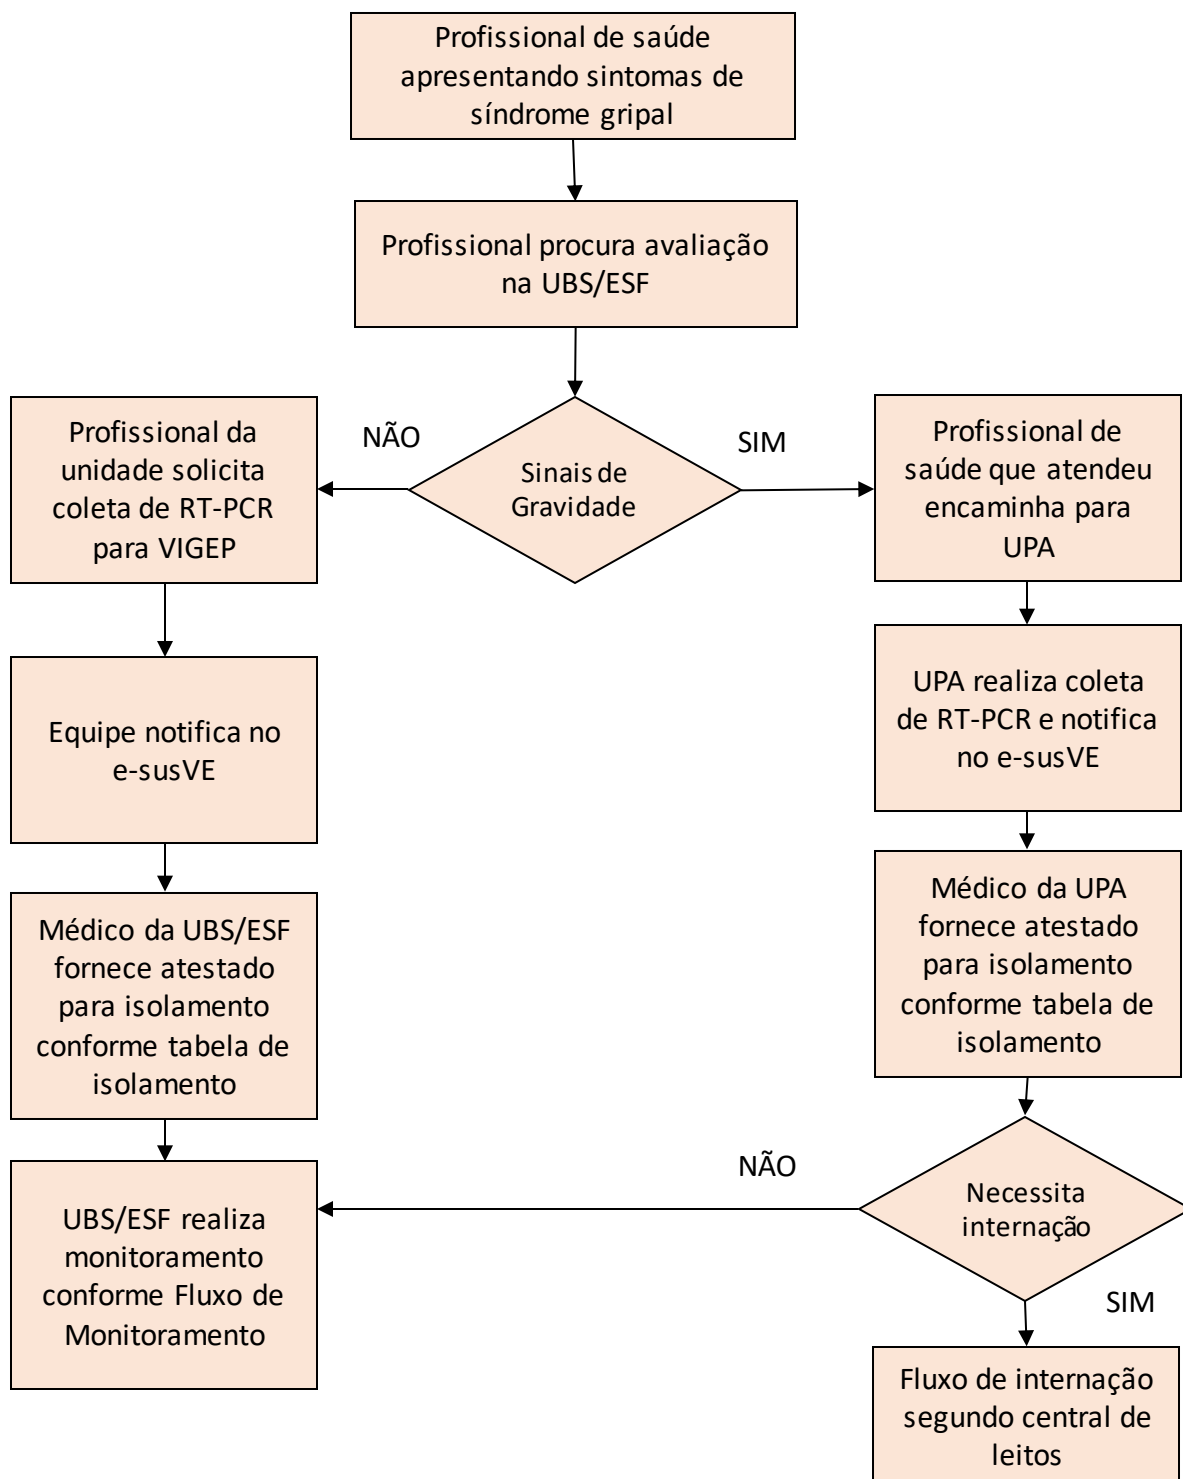 Profissional de saúde
apresentando sintomas de
síndrome gripal
Profissional procura avaliação
na UBS/ESF
NÃO
SIM
Sinais de
Gravidade
Profissional da
unidade solicita
coleta de RT-PCR
para VIGEP
Profissional de
saúde que atendeu
encaminha para
UPA
Equipe notifica no
e-susVE
UPA realiza coleta
de RT-PCR e notifica
no e-susVE
Médico da UBS/ESF
fornece atestado
para isolamento
conforme tabela de
isolamento
Médico da UPA
fornece atestado
para isolamento
conforme tabela de
isolamento
NÃO
Necessita
internação
SIM
UBS/ESF realiza
monitoramento
conforme Fluxo de
Monitoramento
Fluxo de internação
segundo central de
leitos